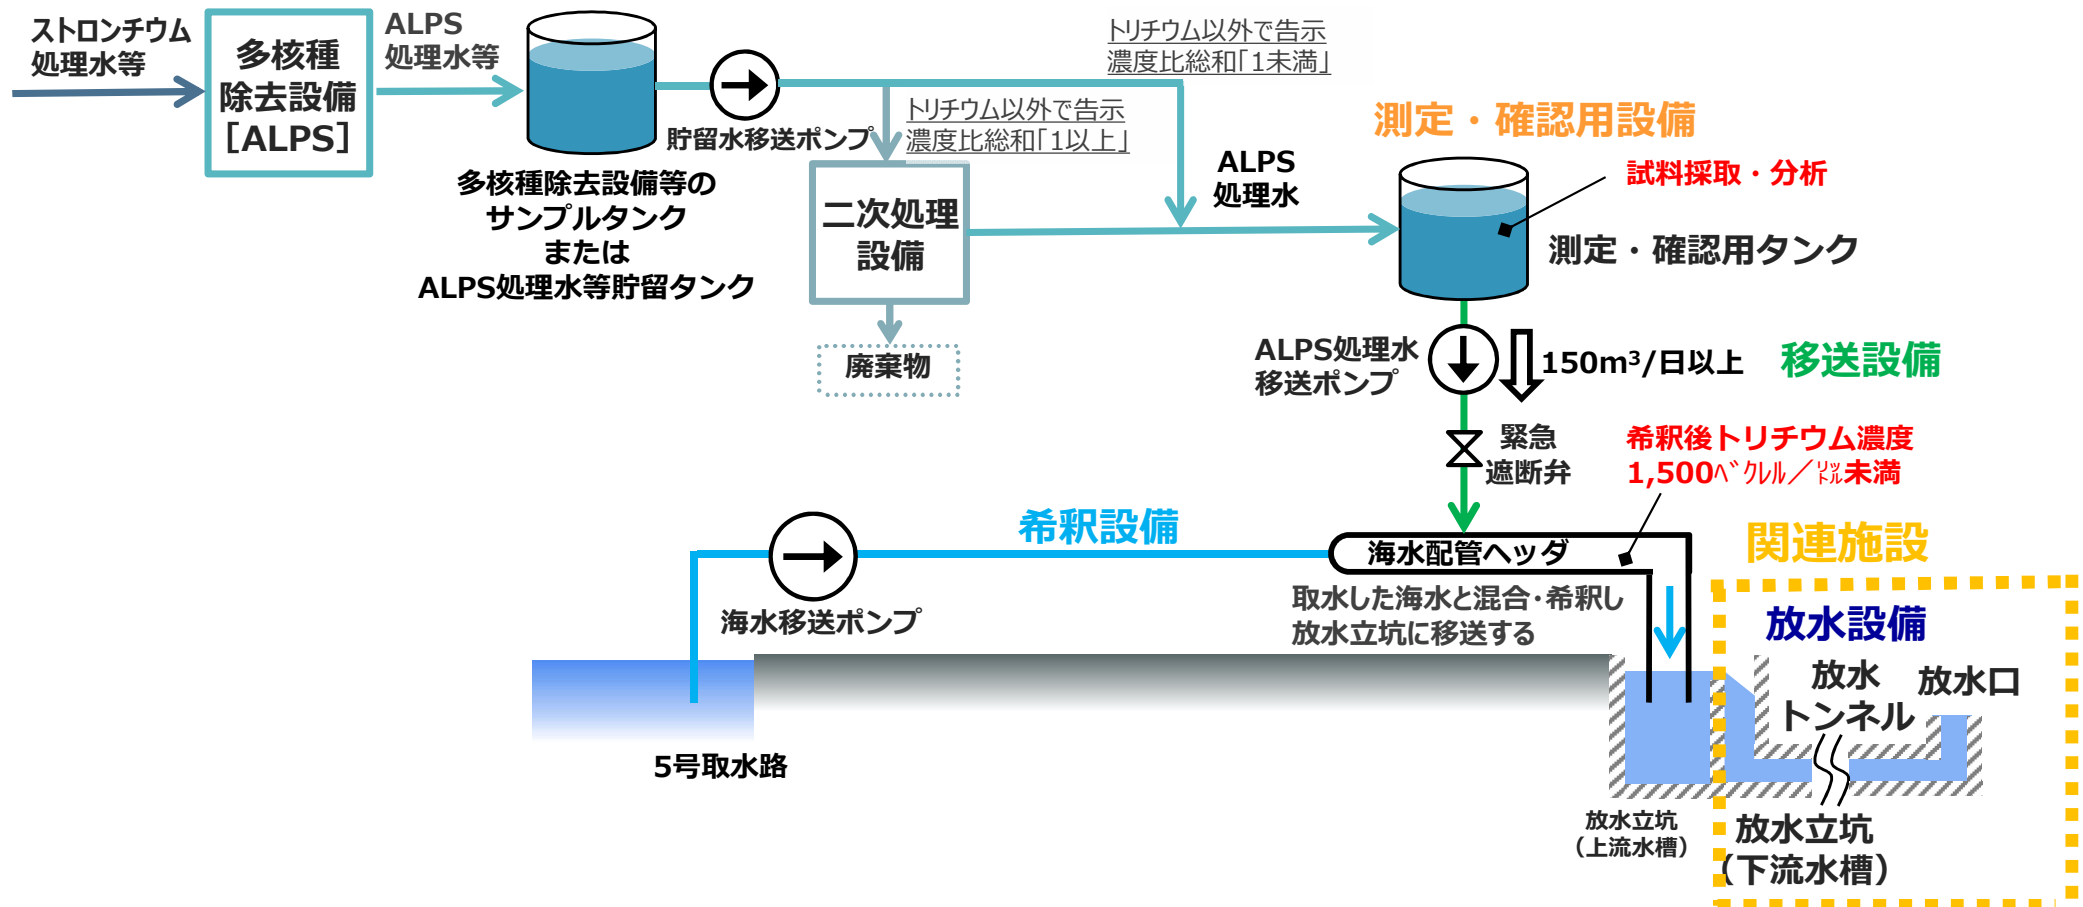 ストロンチウム
処理水等
多核種
除去設備
［ALPS］
ALPS
処理水等
多核種除去設備等の
サンプルタンク
または
ALPS処理水等貯留タンク
貯留水移送ポンプ
トリチウム以外で告示
濃度比総和｢1未満｣
トリチウム以外で告示
濃度比総和｢1以上｣
二次処理
設備
廃棄物
ALPS
処理水
測定・確認用設備
試料採取・分析
測定・確認用タンク
ALPS処理水
移送ポンプ
150m³/日以上
移送設備
緊急
遮断弁
希釈後トリチウム濃度
1,500ﾍﾞｸﾚﾙ／㍑未満
希釈設備
海水移送ポンプ
海水配管ヘッダ
取水した海水と混合･希釈し
放水立坑に移送する
関連施設
放水設備
放水
トンネル
放水口
5号取水路
放水立坑
（上流水槽）
放水立坑
（下流水槽）